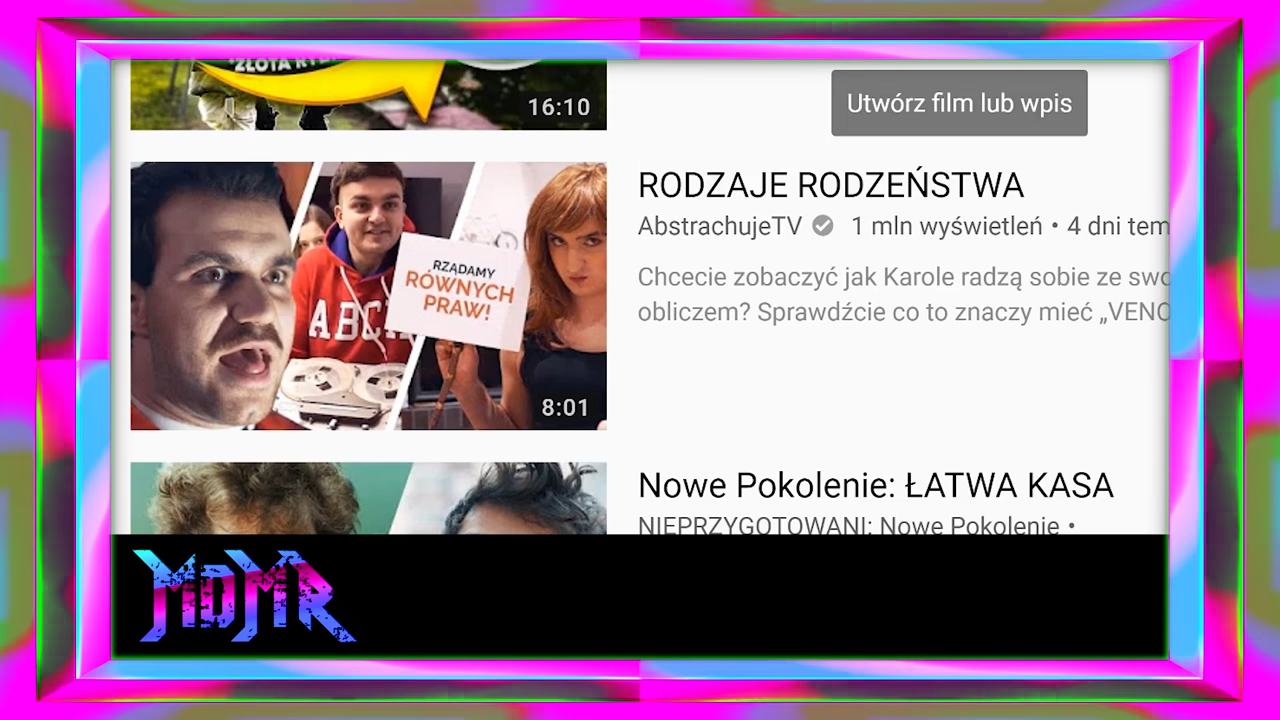 ZŁOTA
16:10
Utwórz film lub wpis
RODZAJE RODZEŃSTWA
AbstrachujeTV 1 mln wyświetleń • 4 dni tem
Chcecie zobaczyć jak Karole radzą sobie ze swo
obliczem? Sprawdźcie co to znaczy mieć „VENO
ABC
RZĄDAMY
RÓWNYCH
PRAW!
8:01
Nowe Pokolenie: ŁATWA KASA
NIEPRZYGOTOWANI: Nowe Pokolenie •
MDMR